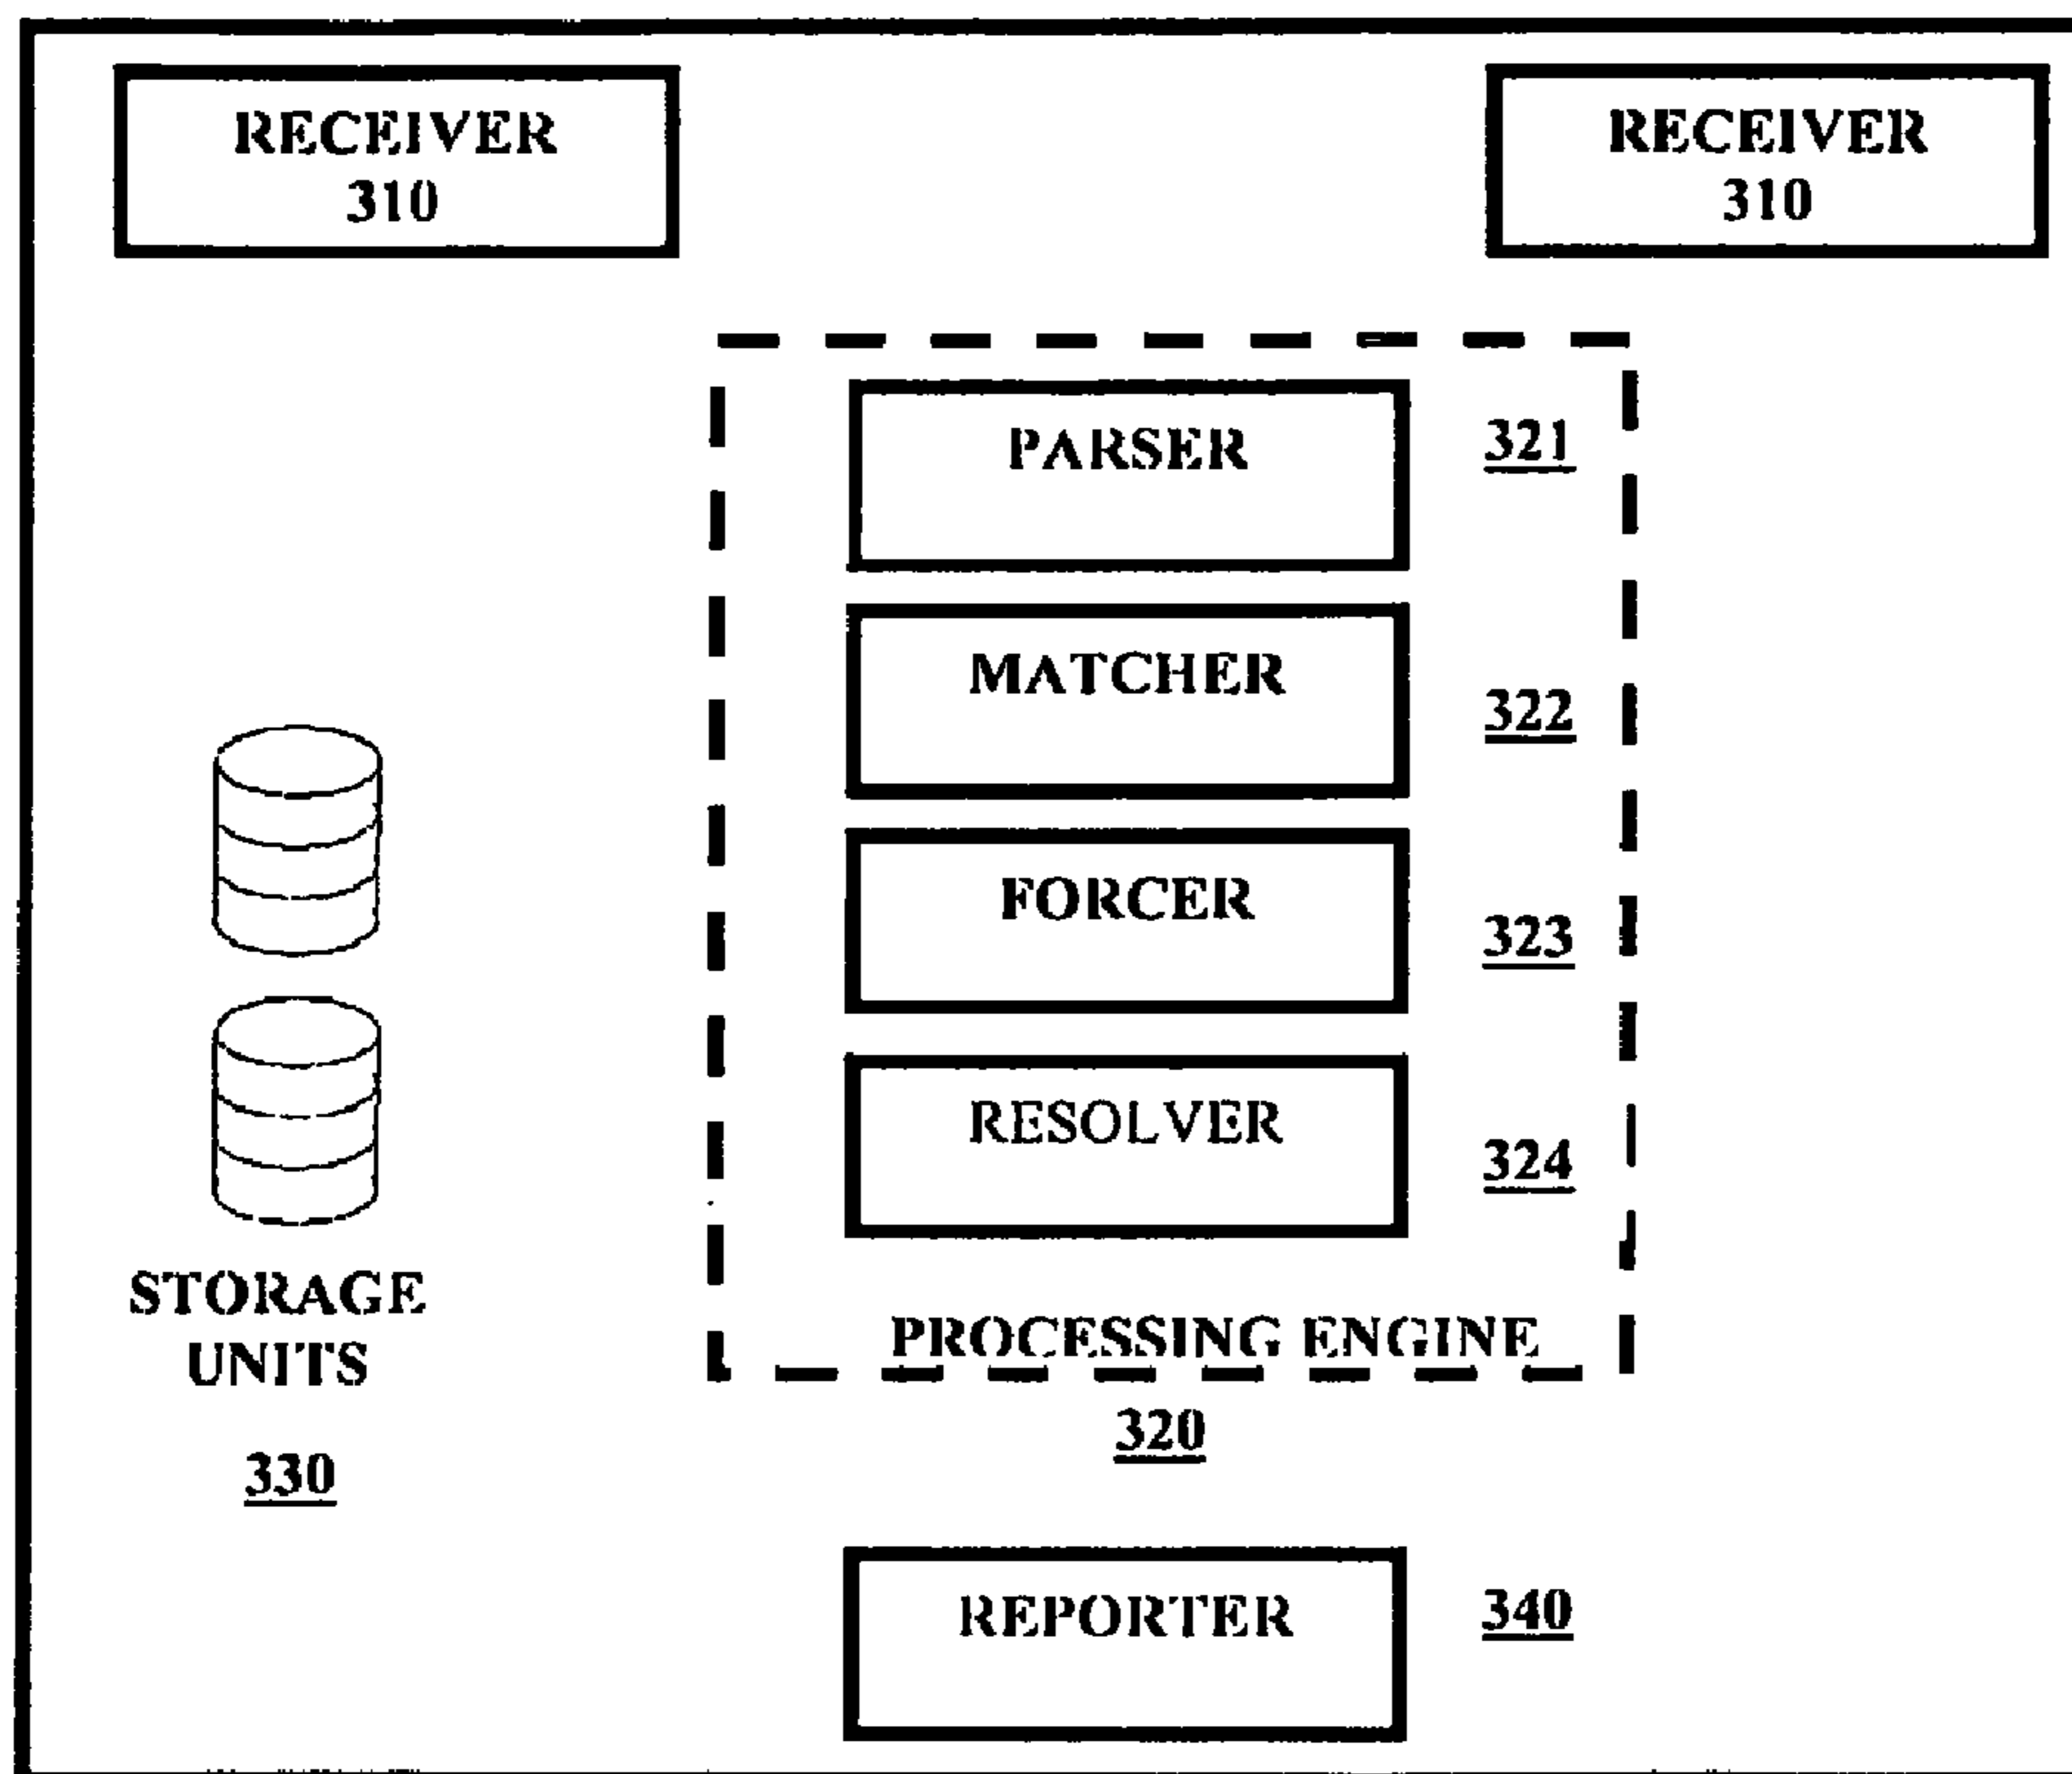 RECEIVER
310
RECEIVER
310
PARSER
321
MATCHER
322
FORCER
323
RESOLVER
324
PROCESSING ENGINE
320
STORAGE
UNITS
330
REPORTER
340